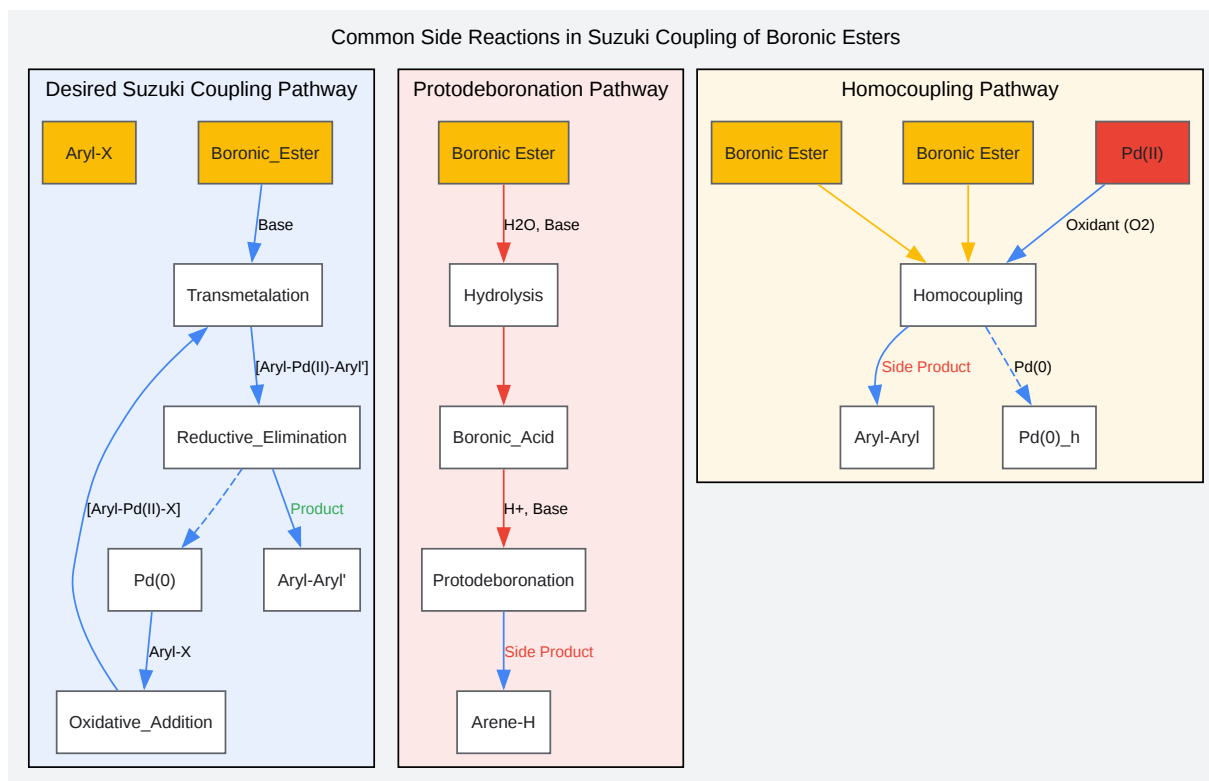 Common Side Reactions in Suzuki Coupling of Boronic Esters
Desired Suzuki Coupling Pathway
Aryl-X
Boronic_Ester
Base
Transmetalation
[Aryl-Pd(II)-Aryl']
Reductive_Elimination
[Aryl-Pd(II)-X]
Product
Pd(0)
Aryl-Aryl'
Aryl-X
Oxidative_Addition
Protodeboronation Pathway
Boronic Ester
H2O, Base
Hydrolysis
Boronic_Acid
H+, Base
Protodeboronation
Side Product
Arene-H
Homocoupling Pathway
Boronic Ester
Boronic Ester
Pd(II)
Oxidant (O2)
Homocoupling
Side Product
Pd(0)
Aryl-Aryl
Pd(0)_h